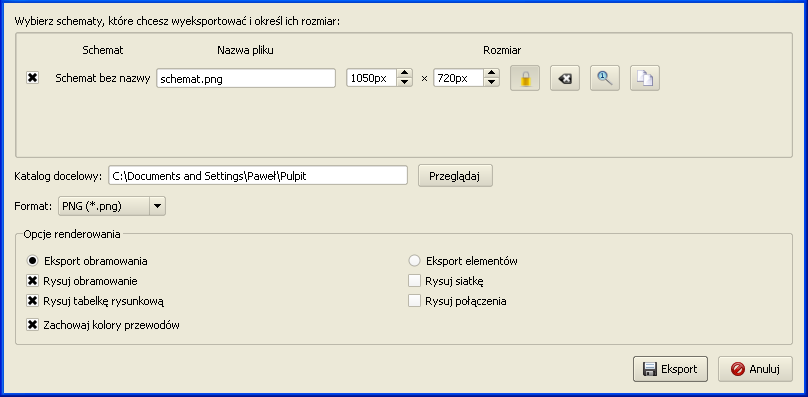 Wybierz schematy, które chcesz wyeksportować i określ ich rozmiar:
Schemat Nazwa pliku Rozmiar
Schemat bez nazwy schemat.png 1050px × 720px
Katalog docelowy: C:\Documents and Settings\Paweł\Pulpit Przeglądaj
Format: PNG (*.png)
Opcje renderowania
Eksport obramowania Eksport elementów
Rysuj obramowanie Rysuj siatkę
Rysuj tabelkę rysunkową Rysuj połączenia
Zachowaj kolory przewodów
Eksport Anuluj